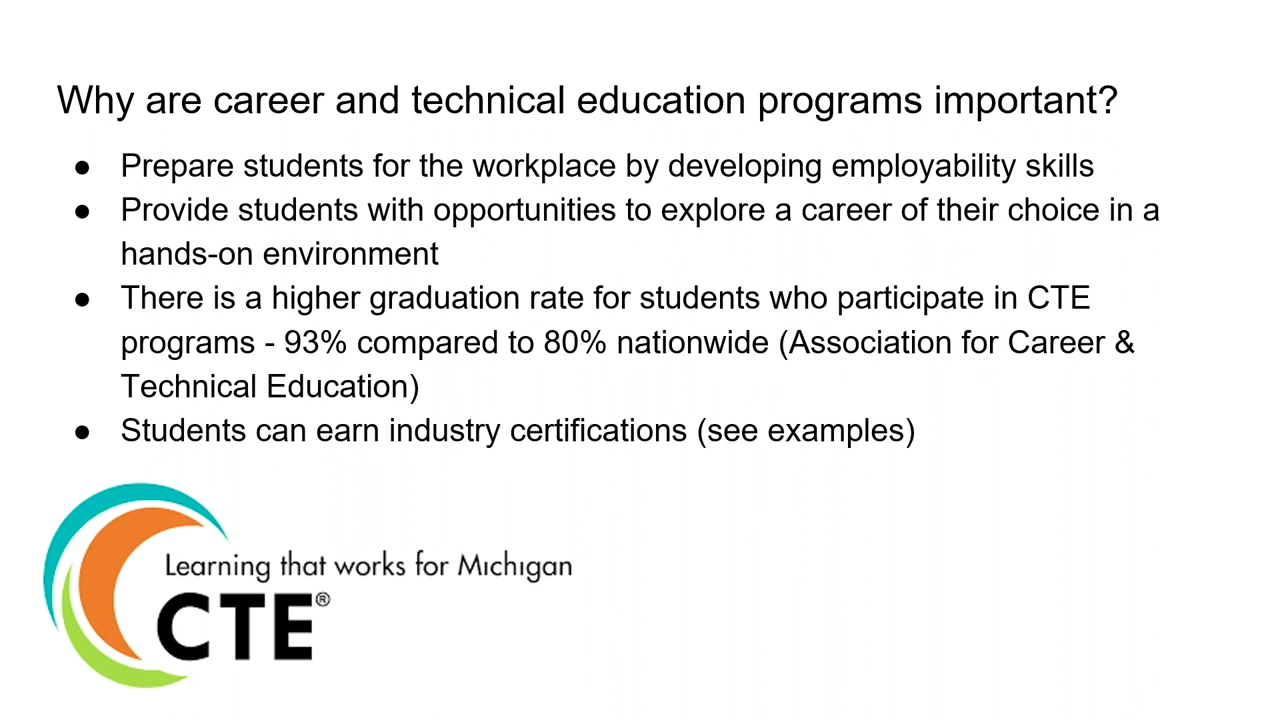 Why are career and technical education programs important?
● Prepare students for the workplace by developing employability skills
● Provide students with opportunities to explore a career of their choice in a
hands-on environment
● There is a higher graduation rate for students who participate in CTE
programs - 93% compared to 80% nationwide (Association for Career &
Technical Education)
● Students can earn industry certifications (see examples)
Learning that works for Michigan
CTE®